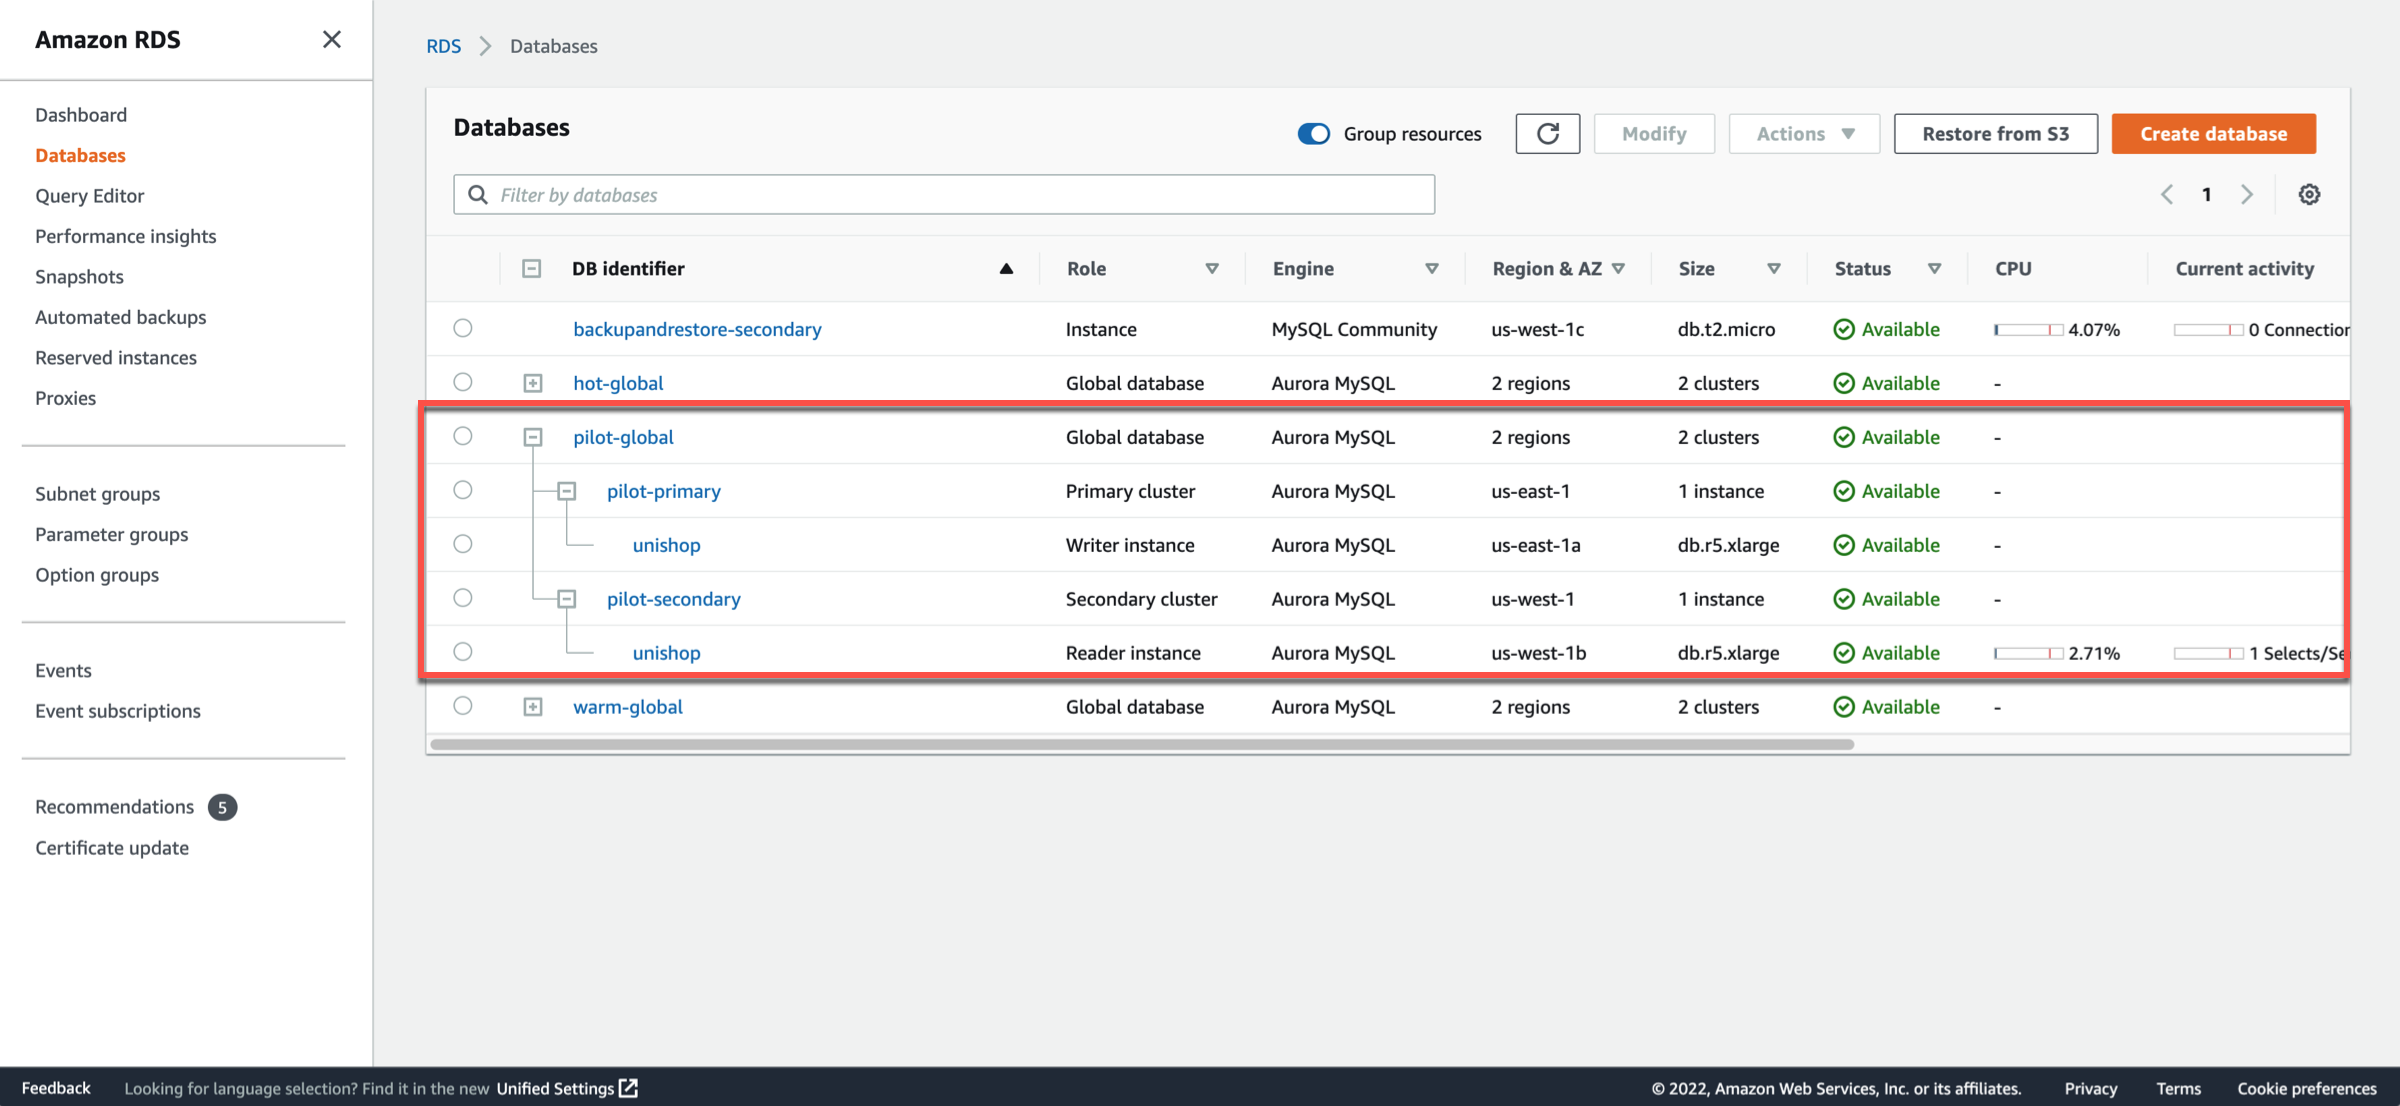 Amazon RDS
Dashboard
Databases
Query Editor
Performance insights
Snapshots
Automated backups
Reserved instances
Proxies
Subnet groups
Parameter groups
Option groups
Events
Event subscriptions
Recommendations 5
Certificate update
RDS Databases
Databases
Group resources Modify Actions Restore from S3 Create database
Filter by databases
1
DB identifier Role Engine Region & AZ Size Status CPU Current activity
backupandrestore-secondary Instance MySQL Community us-west-1c db.t2.micro Available 4.07% 0 Connection
hot-global Global database Aurora MySQL 2 regions 2 clusters Available -
pilot-global Global database Aurora MySQL 2 regions 2 clusters Available -
pilot-primary Primary cluster Aurora MySQL us-east-1 1 instance Available -
unishop Writer instance Aurora MySQL us-east-1a db.r5.xlarge Available -
pilot-secondary Secondary cluster Aurora MySQL us-west-1 1 instance Available -
unishop Reader instance Aurora MySQL us-west-1b db.r5.xlarge Available 2.71% 1 Selects/Se
warm-global Global database Aurora MySQL 2 regions 2 clusters Available -
Feedback Looking for language selection? Find it in the new Unified Settings © 2022, Amazon Web Services, Inc. or its affiliates. Privacy Terms Cookie preferences